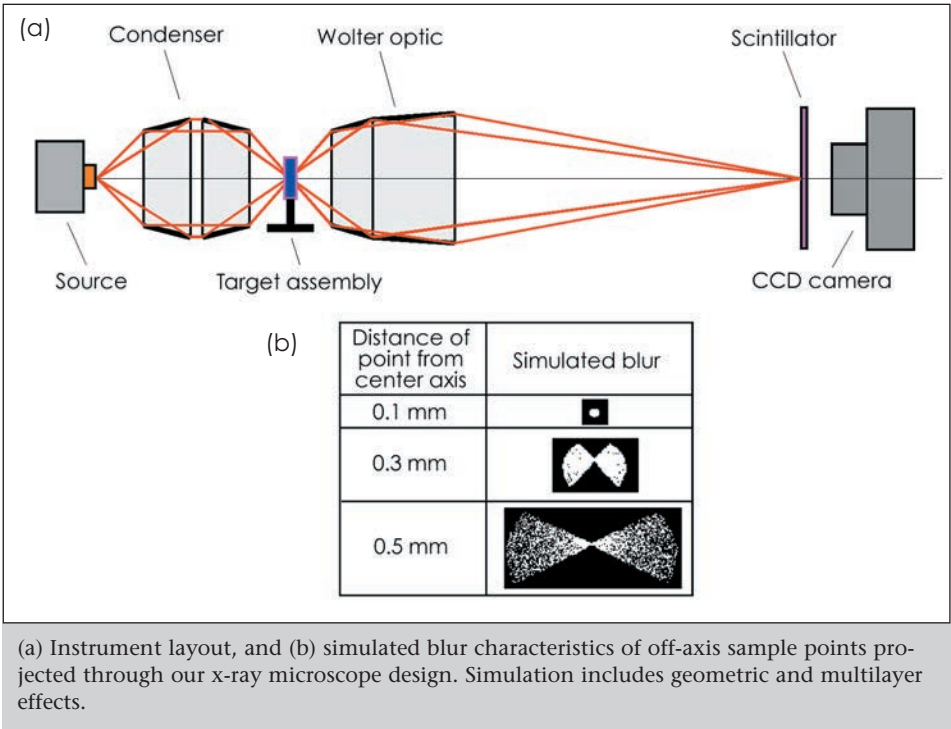 (a)
Condenser
Wolter optic
Scintillator
Source
Target assembly
CCD camera
(b)
Distance of
point from
center axis
Simulated blur
0.1 mm
0.3 mm
0.5 mm
(a) Instrument layout, and (b) simulated blur characteristics of off-axis sample points pro-
jected through our x-ray microscope design. Simulation includes geometric and multilayer
effects.